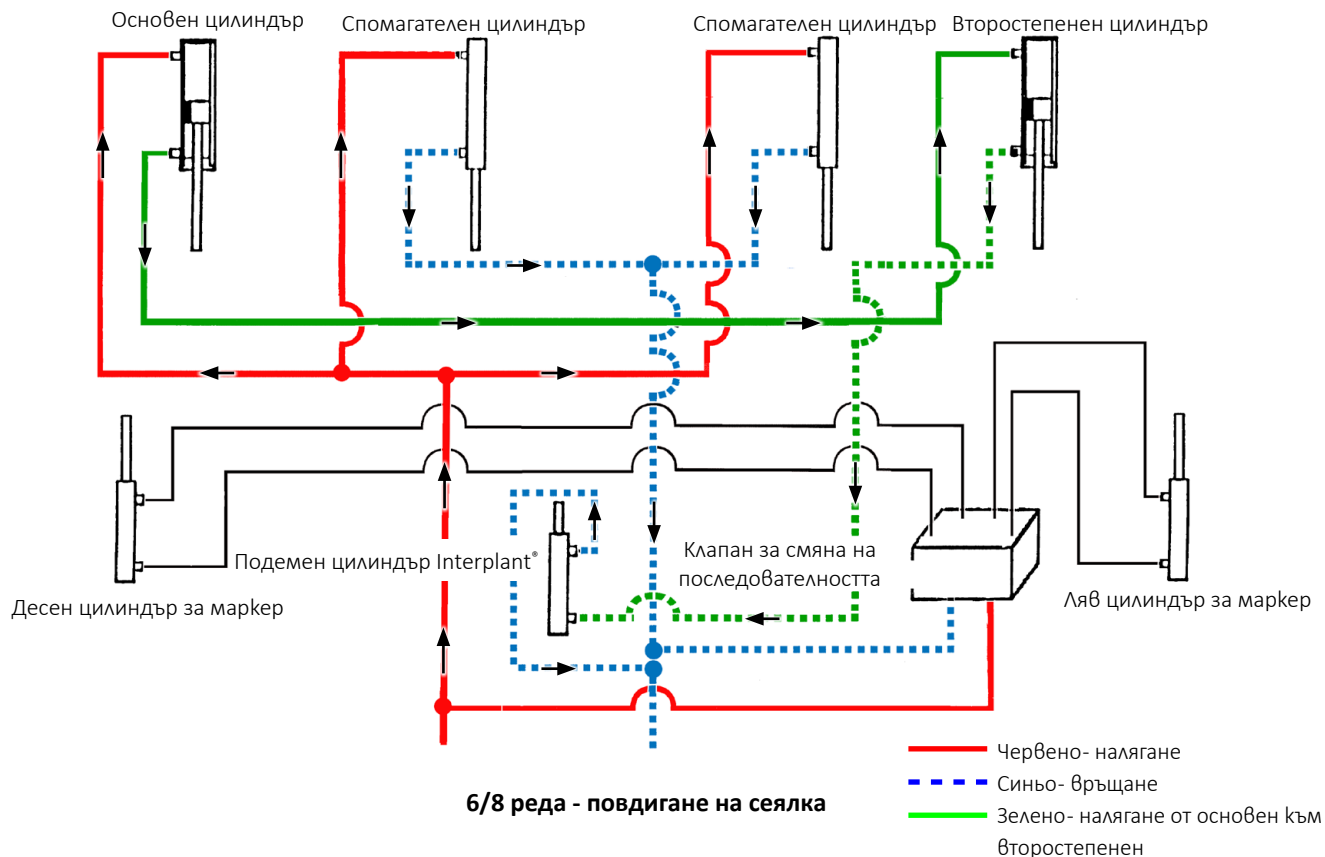 Основен цилиндър
Спомагателен цилиндър
Спомагателен цилиндър
Второстепенен цилиндър
Подемен цилиндър Interplant®
Клапан за смяна на
последователността
Десен цилиндър за маркер
Ляв цилиндър за маркер
Червено- налягане
Синьо- връщане
Зелено- налягане от основен към
второстепенен
6/8 реда - повдигане на сеялка